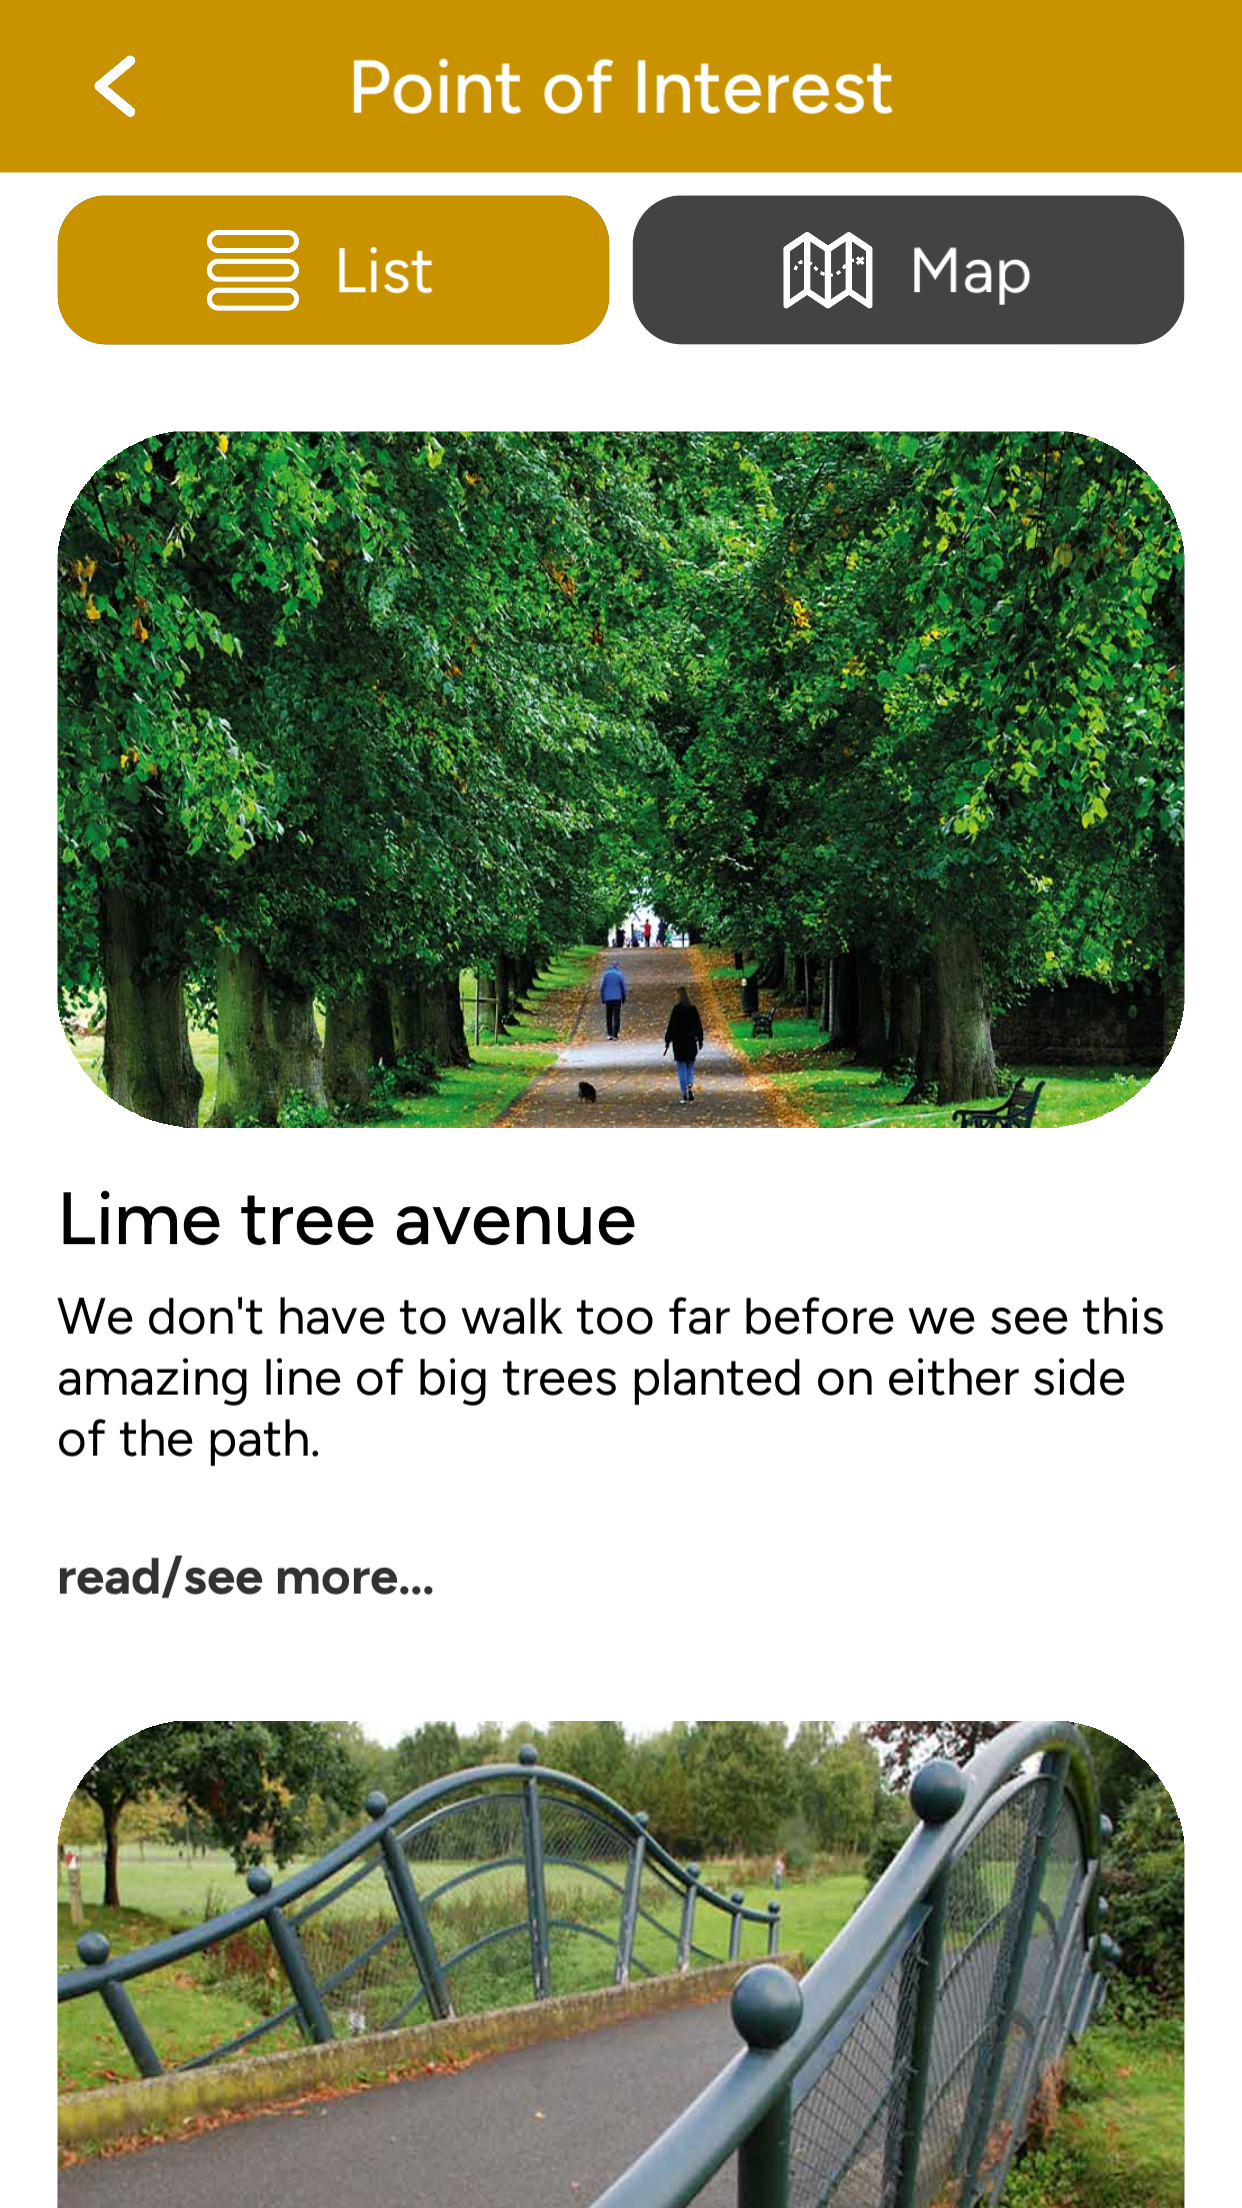 Point of Interest
List
Map
Lime tree avenue
We don't have to walk too far before we see this
amazing line of big trees planted on either side
of the path.
read/see more...